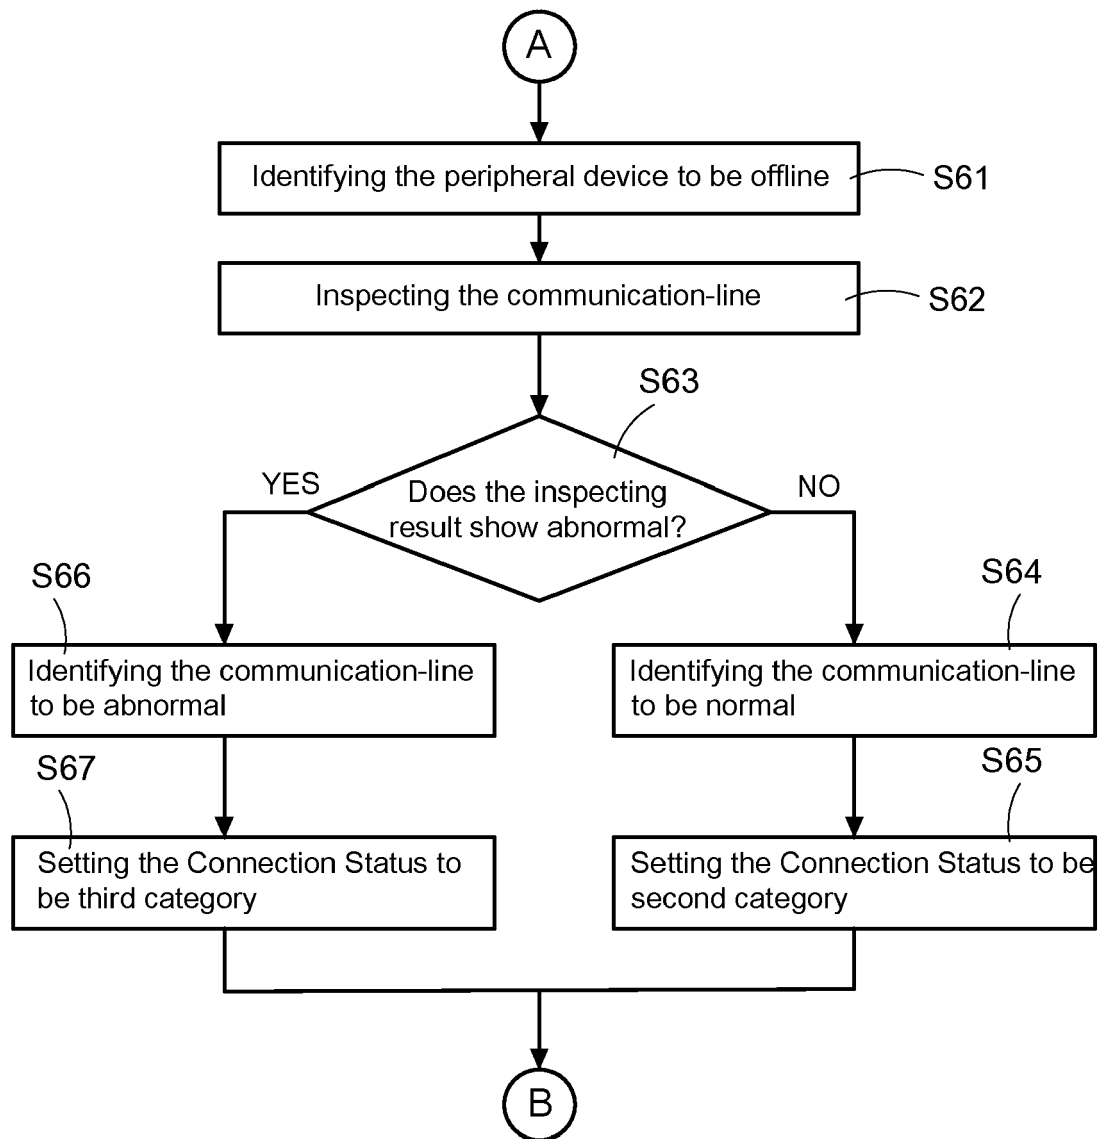 A
Identifying the peripheral device to be offline
S61
Inspecting the communication-line
S62
S63
Does the inspecting
result show abnormal?
YES
NO
S66
Identifying the communication-line
to be abnormal
S64
Identifying the communication-line
to be normal
S67
Setting the Connection Status to
be third category
S65
Setting the Connection Status to be
second category
B